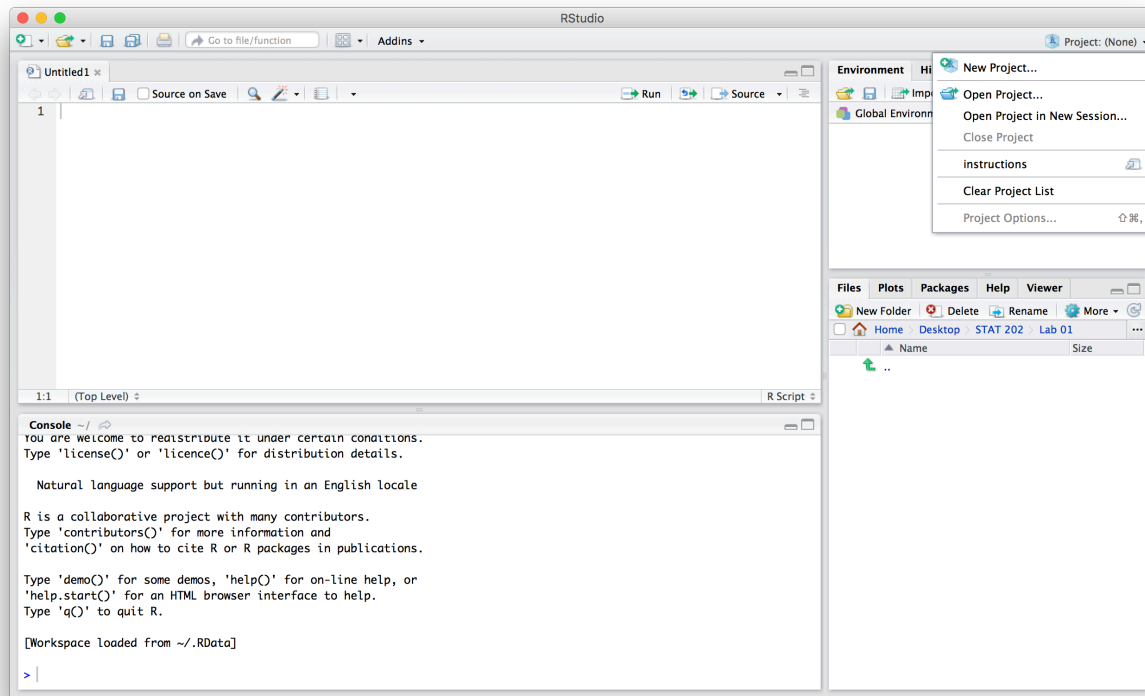 RStudio
Go to file/function
Addins
Project: (None)
Untitled1
Source on Save
Run
Source
1
1:1
(Top Level)
R Script
Console ~/
You are welcome to redistribute it under certain conditions.
Type 'license()' or 'licence()' for distribution details.
Natural language support but running in an English locale
R is a collaborative project with many contributors.
Type 'contributors()' for more information and
'citation()' on how to cite R or R packages in publications.
Type 'demo()' for some demos, 'help()' for on-line help, or
'help.start()' for an HTML browser interface to help.
Type 'q()' to quit R.
[Workspace loaded from ~/.RData]
>
Environment Hi
Impo
Global Environn
New Project...
Open Project...
Open Project in New Session...
Close Project
instructions
Clear Project List
Project Options... ⇧⌘,
Files Plots Packages Help Viewer
New Folder Delete Rename More
Home Desktop STAT 202 Lab 01 ...
Name Size
..